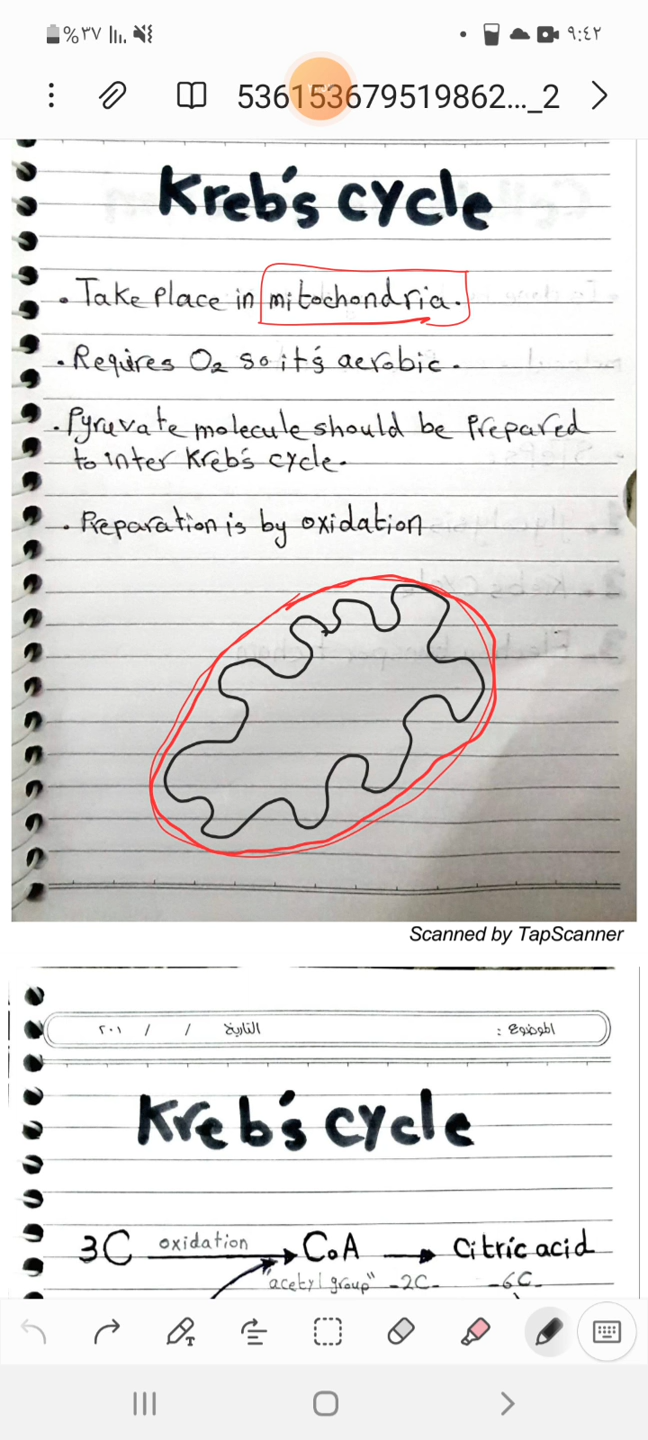 %٣٧
٩:٤٢
536153679519862..._2
Kreb's cycle
. Take Place in mitochondria.
. Requires O₂ so it's aerobic.
. Pyruvate molecule should be Prepared
to inter Kreb's cycle.
. Preparation is by oxidation
Scanned by TapScanner
الموضوع : التاريخ / / ٢٠١
Kreb's cycle
3C oxidation CoA Citric acid
"acetyl group" -2C- -6C-